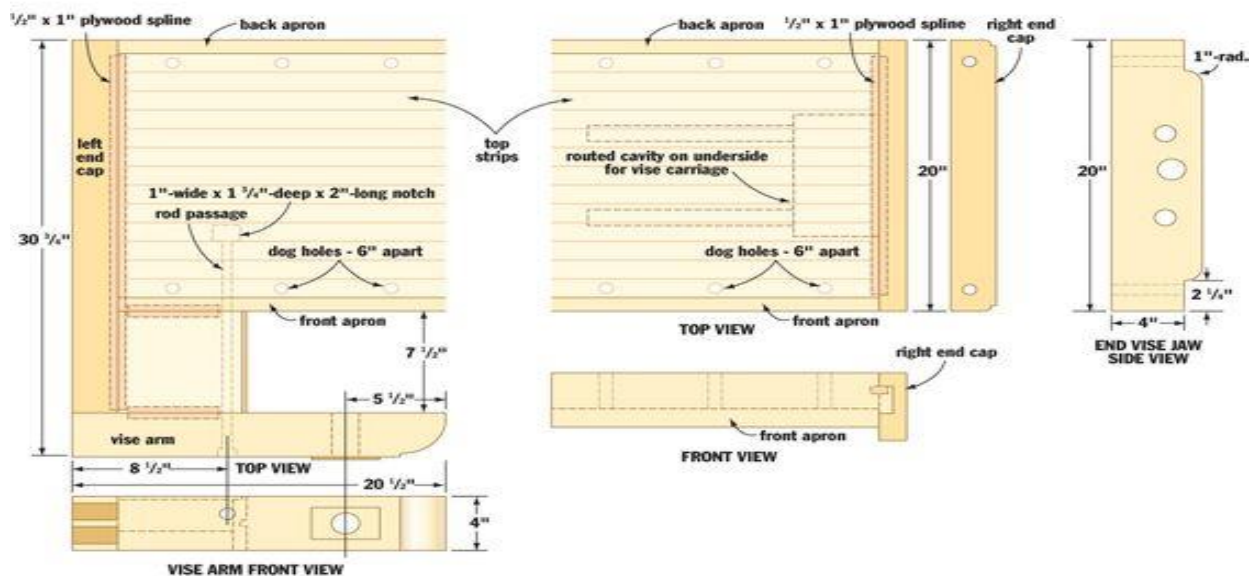 1/2" x 1" plywood spline
back apron
left
end
cap
top
strips
1"-wide x 1 3/4"-deep x 2"-long notch
rod passage
30 3/4"
dog holes - 6" apart
front apron
7 1/2"
5 1/2"
vise arm
8 1/2"
TOP VIEW
20 1/2"
4"
VISE ARM FRONT VIEW
back apron
1/2" x 1" plywood spline
right end
cap
routed cavity on underside
for vise carriage
20"
dog holes - 6" apart
front apron
TOP VIEW
right end cap
front apron
FRONT VIEW
1"-rad.
20"
2 1/4"
4"
END VISE JAW
SIDE VIEW